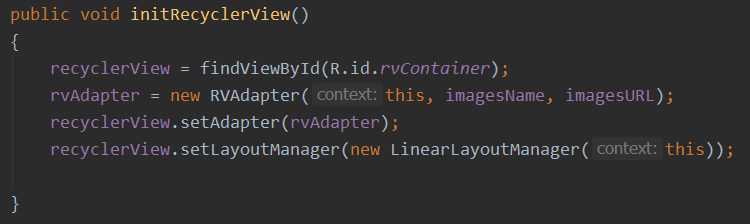 public void initRecyclerView()
{
recyclerView = findViewById(R.id.rvContainer);
rvAdapter = new RVAdapter( context: this, imagesName, imagesURL);
recyclerView.setAdapter(rvAdapter);
recyclerView.setLayoutManager(new LinearLayoutManager( context: this));
}